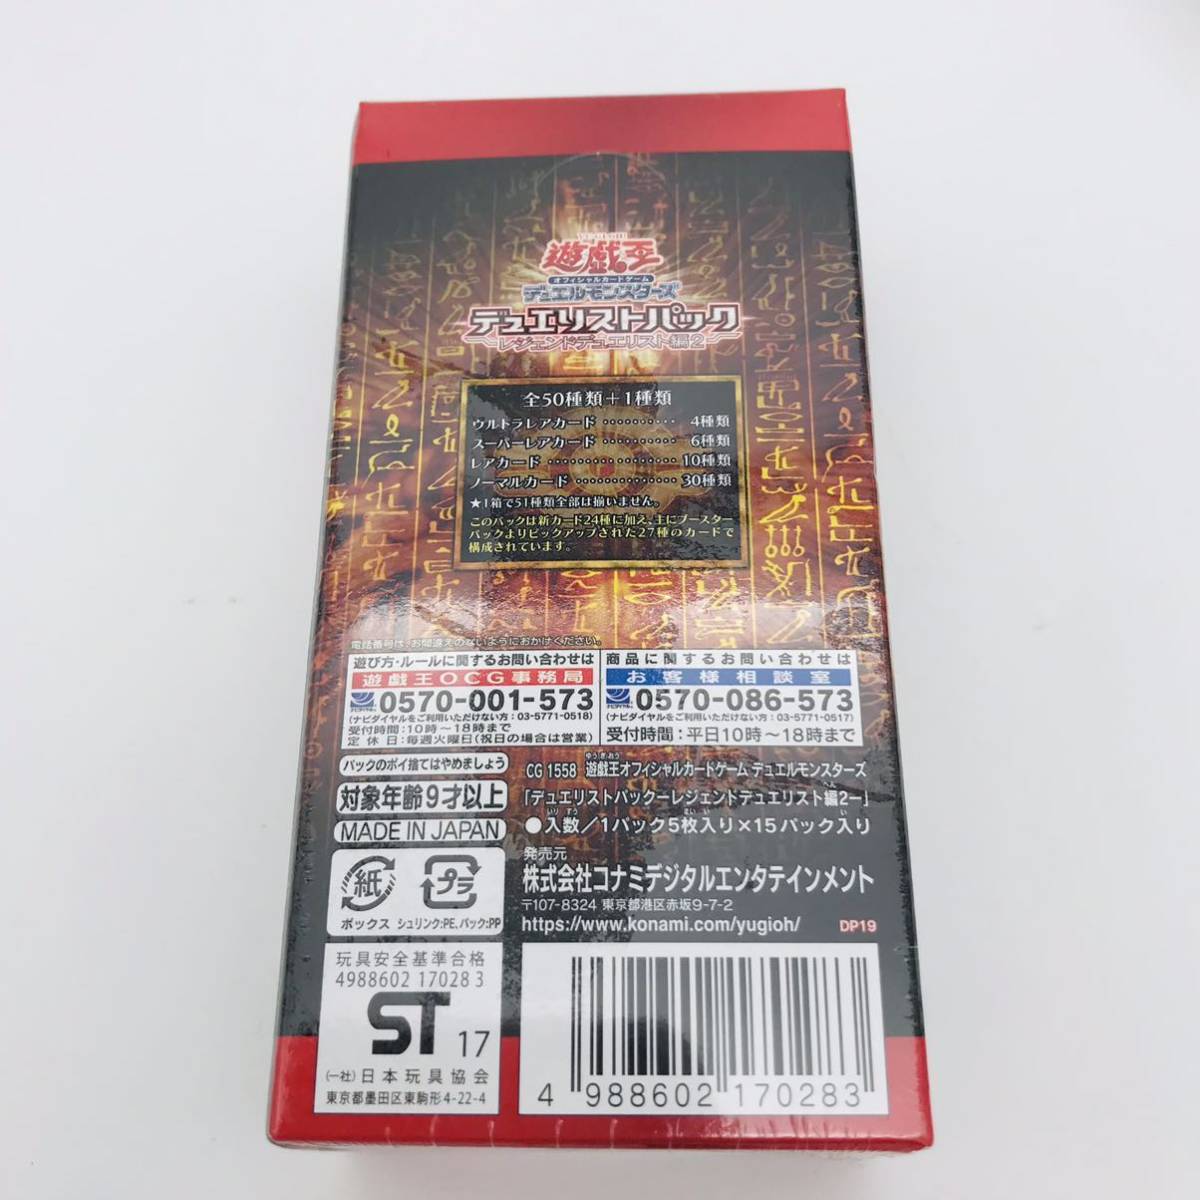 YU-GI-OH!
遊戯王
オフィシャルカードゲーム
デュエルモンスターズ
デュエリストパック
－レジェンドデュエリスト編2－
全50種類＋1種類
ウルトラレアカード ………… 4種類
スーパーレアカード ………… 6種類
レアカード ……………… 10種類
ノーマルカード …………… 30種類
★1箱で51種類全部は揃いません。
このパックは新カード24種に加え、主にブースター
パックよりピックアップされた27種のカードで
構成されています。
電話番号は、お間違えのないようにおかけください。
遊び方・ルールに関するお問い合わせは
遊戯王OCG事務局
ナビダイヤル 0570-001-573
(ナビダイヤルをご利用いただけない方：03-5771-0518)
受付時間：10時～18時まで
定休日：毎週火曜日(祝日の場合は営業)
商品に関するお問い合わせは
お客様相談室
ナビダイヤル 0570-086-573
(ナビダイヤルをご利用いただけない方：03-5771-0517)
受付時間：平日10時～18時まで
パックのポイ捨てはやめましょう
対象年齢9才以上
MADE IN JAPAN
紙
プラ
ボックス シュリンク:PE、パック:PP
CG 1558 遊戯王オフィシャルカードゲーム デュエルモンスターズ
「デュエリストパックーレジェンドデュエリスト編2ー」
●入数／1パック5枚入り×15パック入り
発売元
株式会社コナミデジタルエンタテインメント
〒107-8324 東京都港区赤坂9-7-2
https://www.konami.com/yugioh/ DP19
玩具安全基準合格
4988602 17028 3
ST 17
(一社)日本玩具協会
東京都墨田区東駒形4-22-4
4 988602 170283